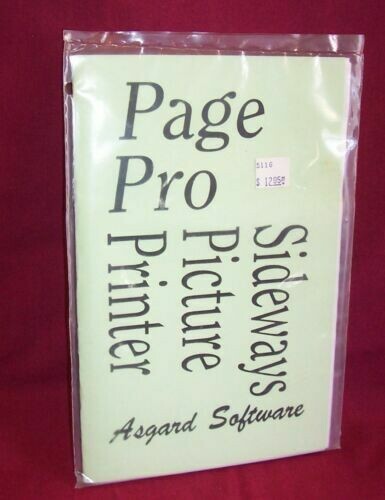 Page
Pro
5116
$ 12.95
Sideways
Picture
Printer
Asgard Software